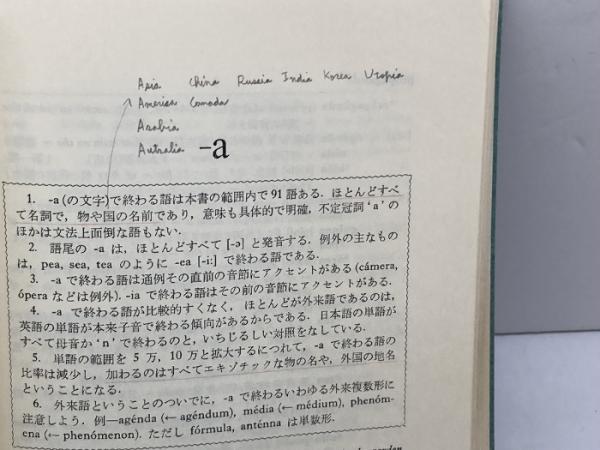 Asia China Russia India Korea Utopia
America Canada
Arabia
Autralia -a
1. -a (の文字)で終わる語は本書の範囲内で 91 語ある. ほとんどすべ
て名詞で, 物や国の名前であり, 意味も具体的で明確, 不定冠詞 ‘a’ の
ほかは文法上面倒な語もない.
2. 語尾の -a は, ほとんどすべて [-ə] と発音する. 例外の主なもの
は, pea, sea, tea のように -ea [-i:] で終わる語である.
3. -a で終わる語は通例その直前の音節にアクセントがある (cámera,
ópera などは例外). -ia で終わる語はその前の音節にアクセントがある.
4. -a で終わる語が比較的すくなく, ほとんどが外来語であるのは,
英語の単語が本来子音で終わる傾向があるからである. 日本語の単語が
すべて母音か ‘n’ で終わるのと, いちじるしい対照をなしている.
5. 単語の範囲を 5 万, 10 万と拡大するにつれて, -a で終わる語の
比率は減少し, 加わるのはすべてエキゾチックな物の名や, 外国の地名
ということになる.
6. 外来語ということのついでに, -a で終わるいわゆる外来複数形に
注意しよう. 例—agénda (← agéndum), média (← médium), phenóm-
ena (← phenómenon). ただし fórmula, anténna は単数形.